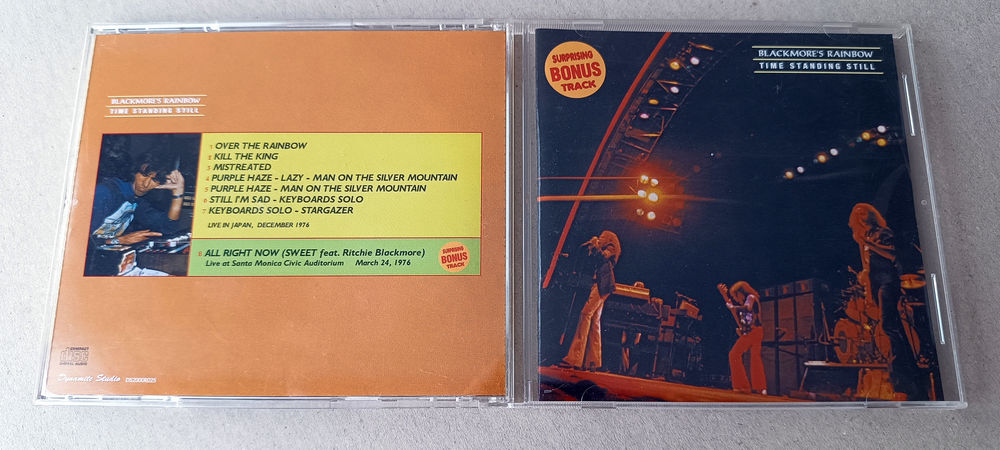 BLACKMORE'S RAINBOW
TIME STANDING STILL
1 OVER THE RAINBOW
2 KILL THE KING
3 MISTREATED
4 PURPLE HAZE - LAZY - MAN ON THE SILVER MOUNTAIN
5 PURPLE HAZE - MAN ON THE SILVER MOUNTAIN
6 STILL I'M SAD - KEYBOARDS SOLO
7 KEYBOARDS SOLO - STARGAZER
LIVE IN JAPAN, DECEMBER 1976
8 ALL RIGHT NOW (SWEET feat. Ritchie Blackmore)
Live at Santa Monica Civic Auditorium March 24, 1976
SURPRISING
BONUS
TRACK
COMPACT
disc
DIGITAL AUDIO
Dynamite Studio
SURPRISING
BONUS
TRACK
BLACKMORE'S RAINBOW
TIME STANDING STILL